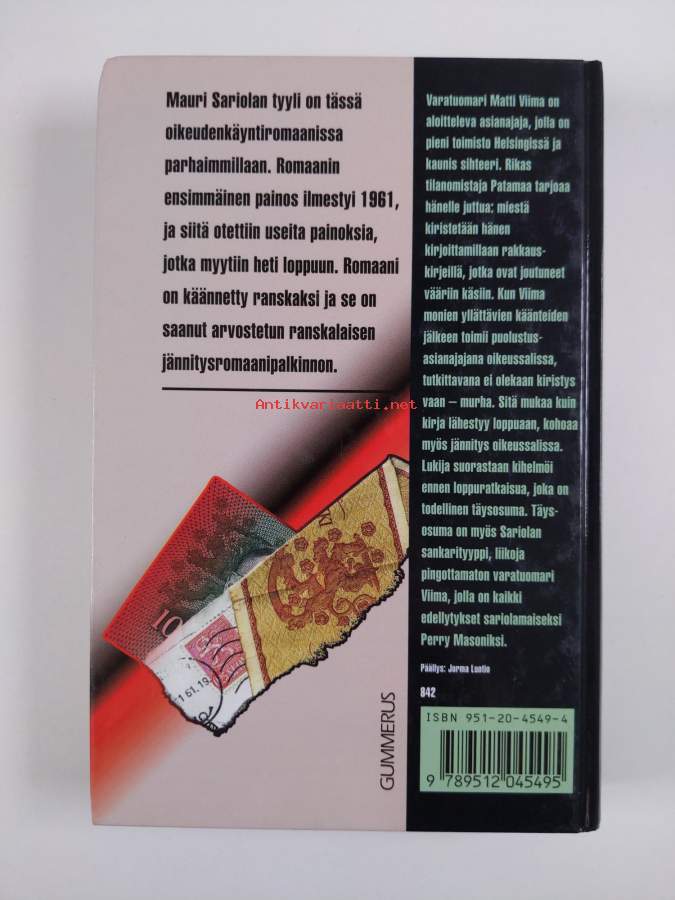 Mauri Sariolan tyyli on tässä
oikeudenkäyntiromaanissa
parhaimmillaan. Romaanin
ensimmäinen painos ilmestyi 1961,
ja siitä otettiin useita painoksia,
jotka myytiin heti loppuun. Romaani
on käännetty ranskaksi ja se on
saanut arvostetun ranskalaisen
jännitysromaanipalkinnon.
Antikvariaatti.net
10
1 61.19
GUMMERUS
Varatuomari Matti Viima on
aloitteleva asianajaja, jolla on
pieni toimisto Helsingissä ja
kaunis sihteeri. Rikas
tilanomistaja Patamaa tarjoaa
hänelle juttua: miestä
kiristetään hänen
kirjoittamillaan rakkaus-
kirjeillä, jotka ovat joutuneet
vääriin käsiin. Kun Viima
monien yllättävien käänteiden
jälkeen toimii puolustus-
asianajajana oikeussalissa,
tutkittavana ei olekaan kiristys
vaan – murha. Sitä mukaa kuin
kirja lähestyy loppuaan, kohoaa
myös jännitys oikeussalissa.
Lukija suorastaan kihelmöi
ennen loppuratkaisua, joka on
todellinen täysosuma. Täys-
osuma on myös Sariolan
sankarityyppi, liikoja
pingottamaton varatuomari
Viima, jolla on kaikki
edellytykset sariolamaiseksi
Perry Masoniksi.
Päällys: Jorma Luotio
842
ISBN 951-20-4549-4
9 789512 045495